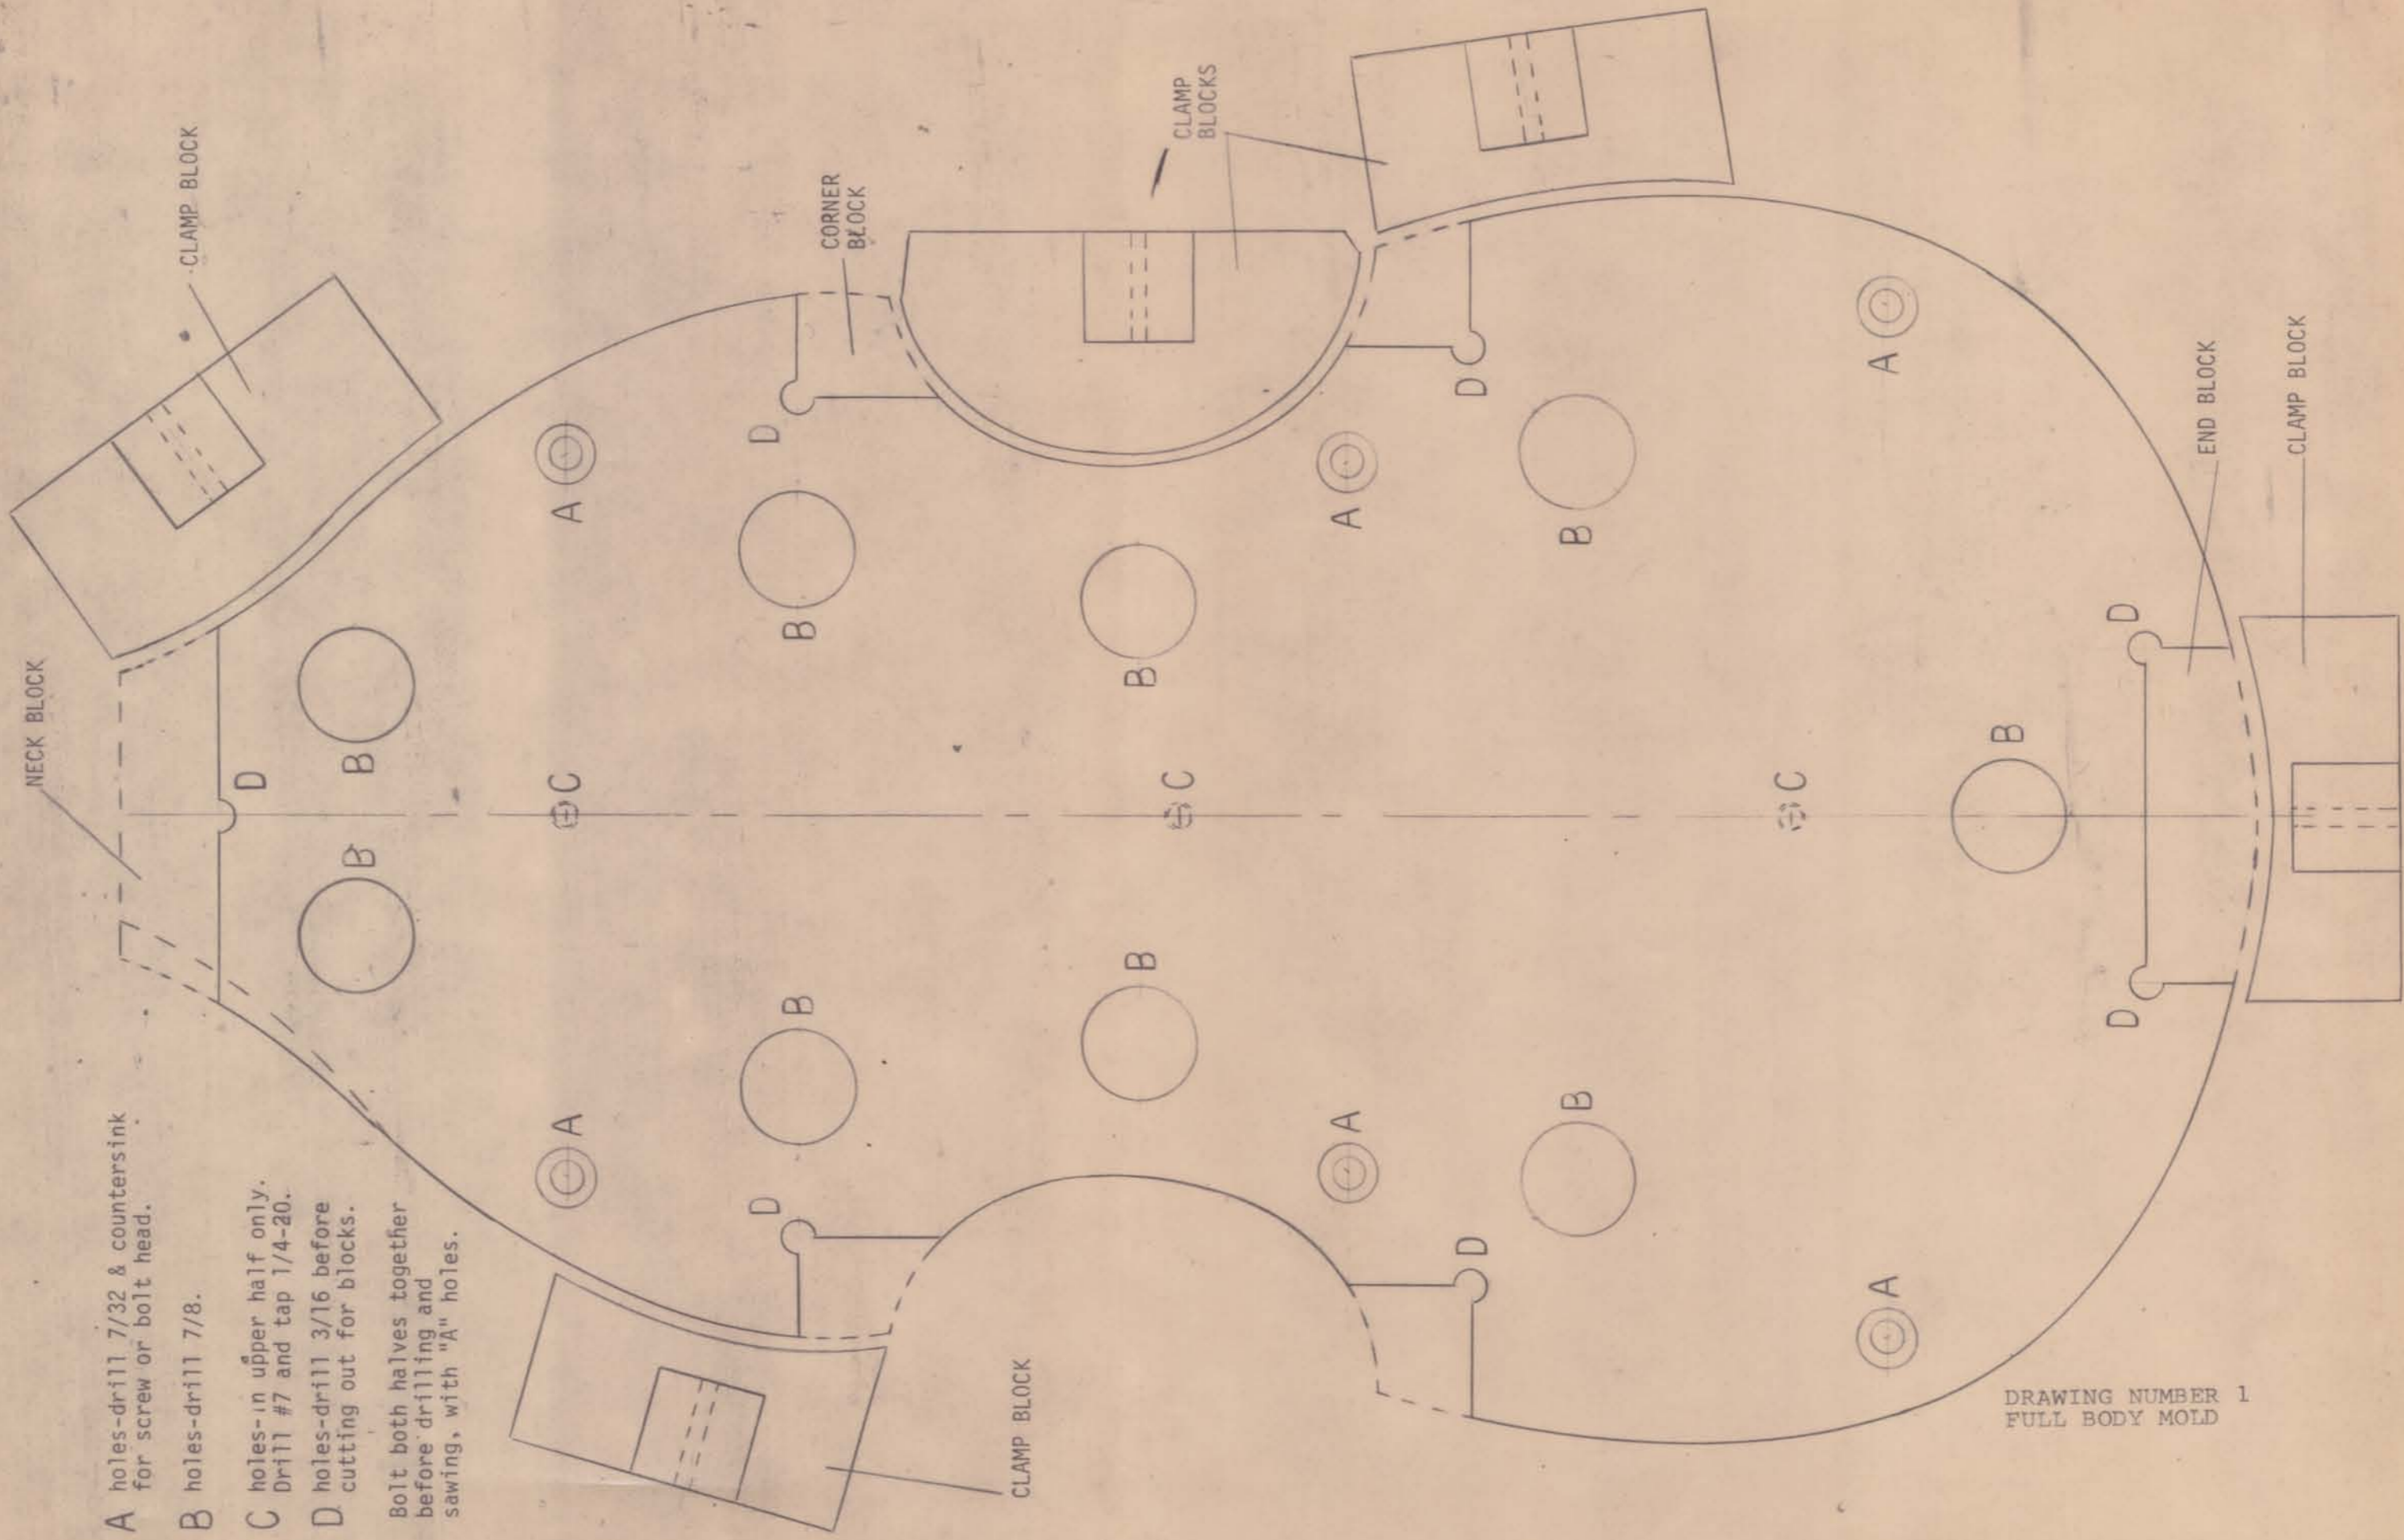 A holes-drill 7/32 & countersink
for screw or bolt head.
B holes-drill 7/8.
C holes-in upper half only.
Drill #7 and tap 1/4-20.
D holes-drill 3/16 before
cutting out for blocks.
Bolt both halves together
before drilling and
sawing, with "A" holes.
NECK BLOCK
CLAMP BLOCK
CORNER
BLOCK
CLAMP
BLOCKS
END BLOCK
CLAMP BLOCK
CLAMP BLOCK
D
B
B
C
A
A
D
D
B
B
B
B
C
A
A
D
D
B
B
C
A
A
B
D
D
DRAWING NUMBER 1
FULL BODY MOLD